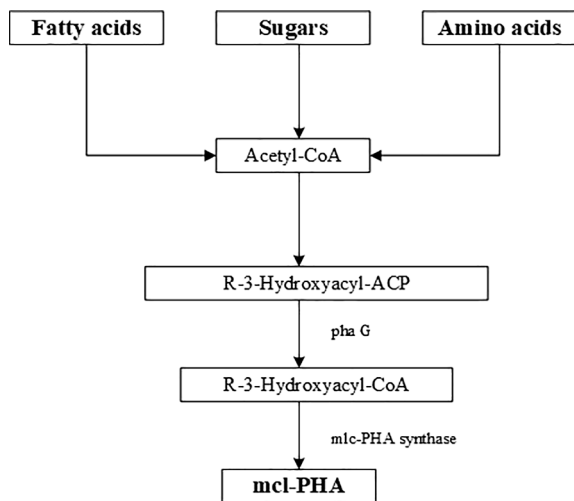 Fatty acids
Sugars
Amino acids
Acetyl-CoA
R-3-Hydroxyacyl-ACP
pha G
R-3-Hydroxyacyl-CoA
mlc-PHA synthase
mcl-PHA